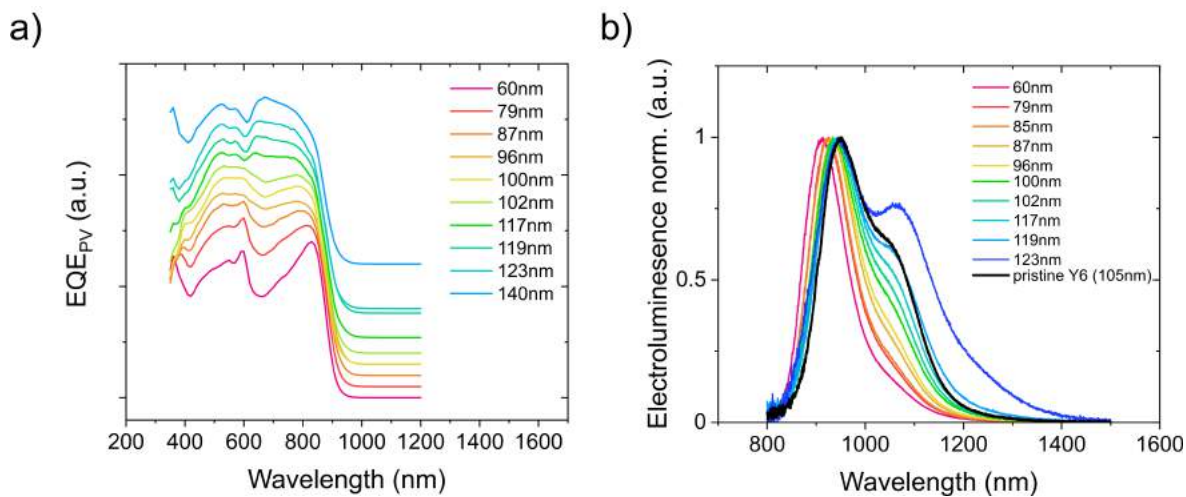 a)
EQEPV (a.u.)
60nm
79nm
87nm
96nm
100nm
102nm
117nm
119nm
123nm
140nm
200 400 600 800 1000 1200 1400 1600
Wavelength (nm)
b)
Electroluminesence norm. (a.u.)
1
0.5
0
60nm
79nm
85nm
87nm
96nm
100nm
102nm
117nm
119nm
123nm
pristine Y6 (105nm)
800 1000 1200 1400 1600
Wavelength (nm)